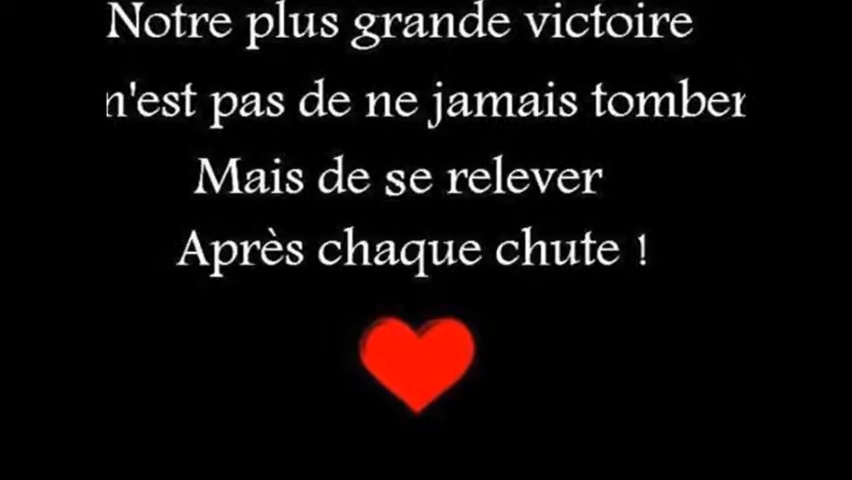 Notre plus grande victoire
n'est pas de ne jamais tomber
Mais de se relever
Après chaque chute !